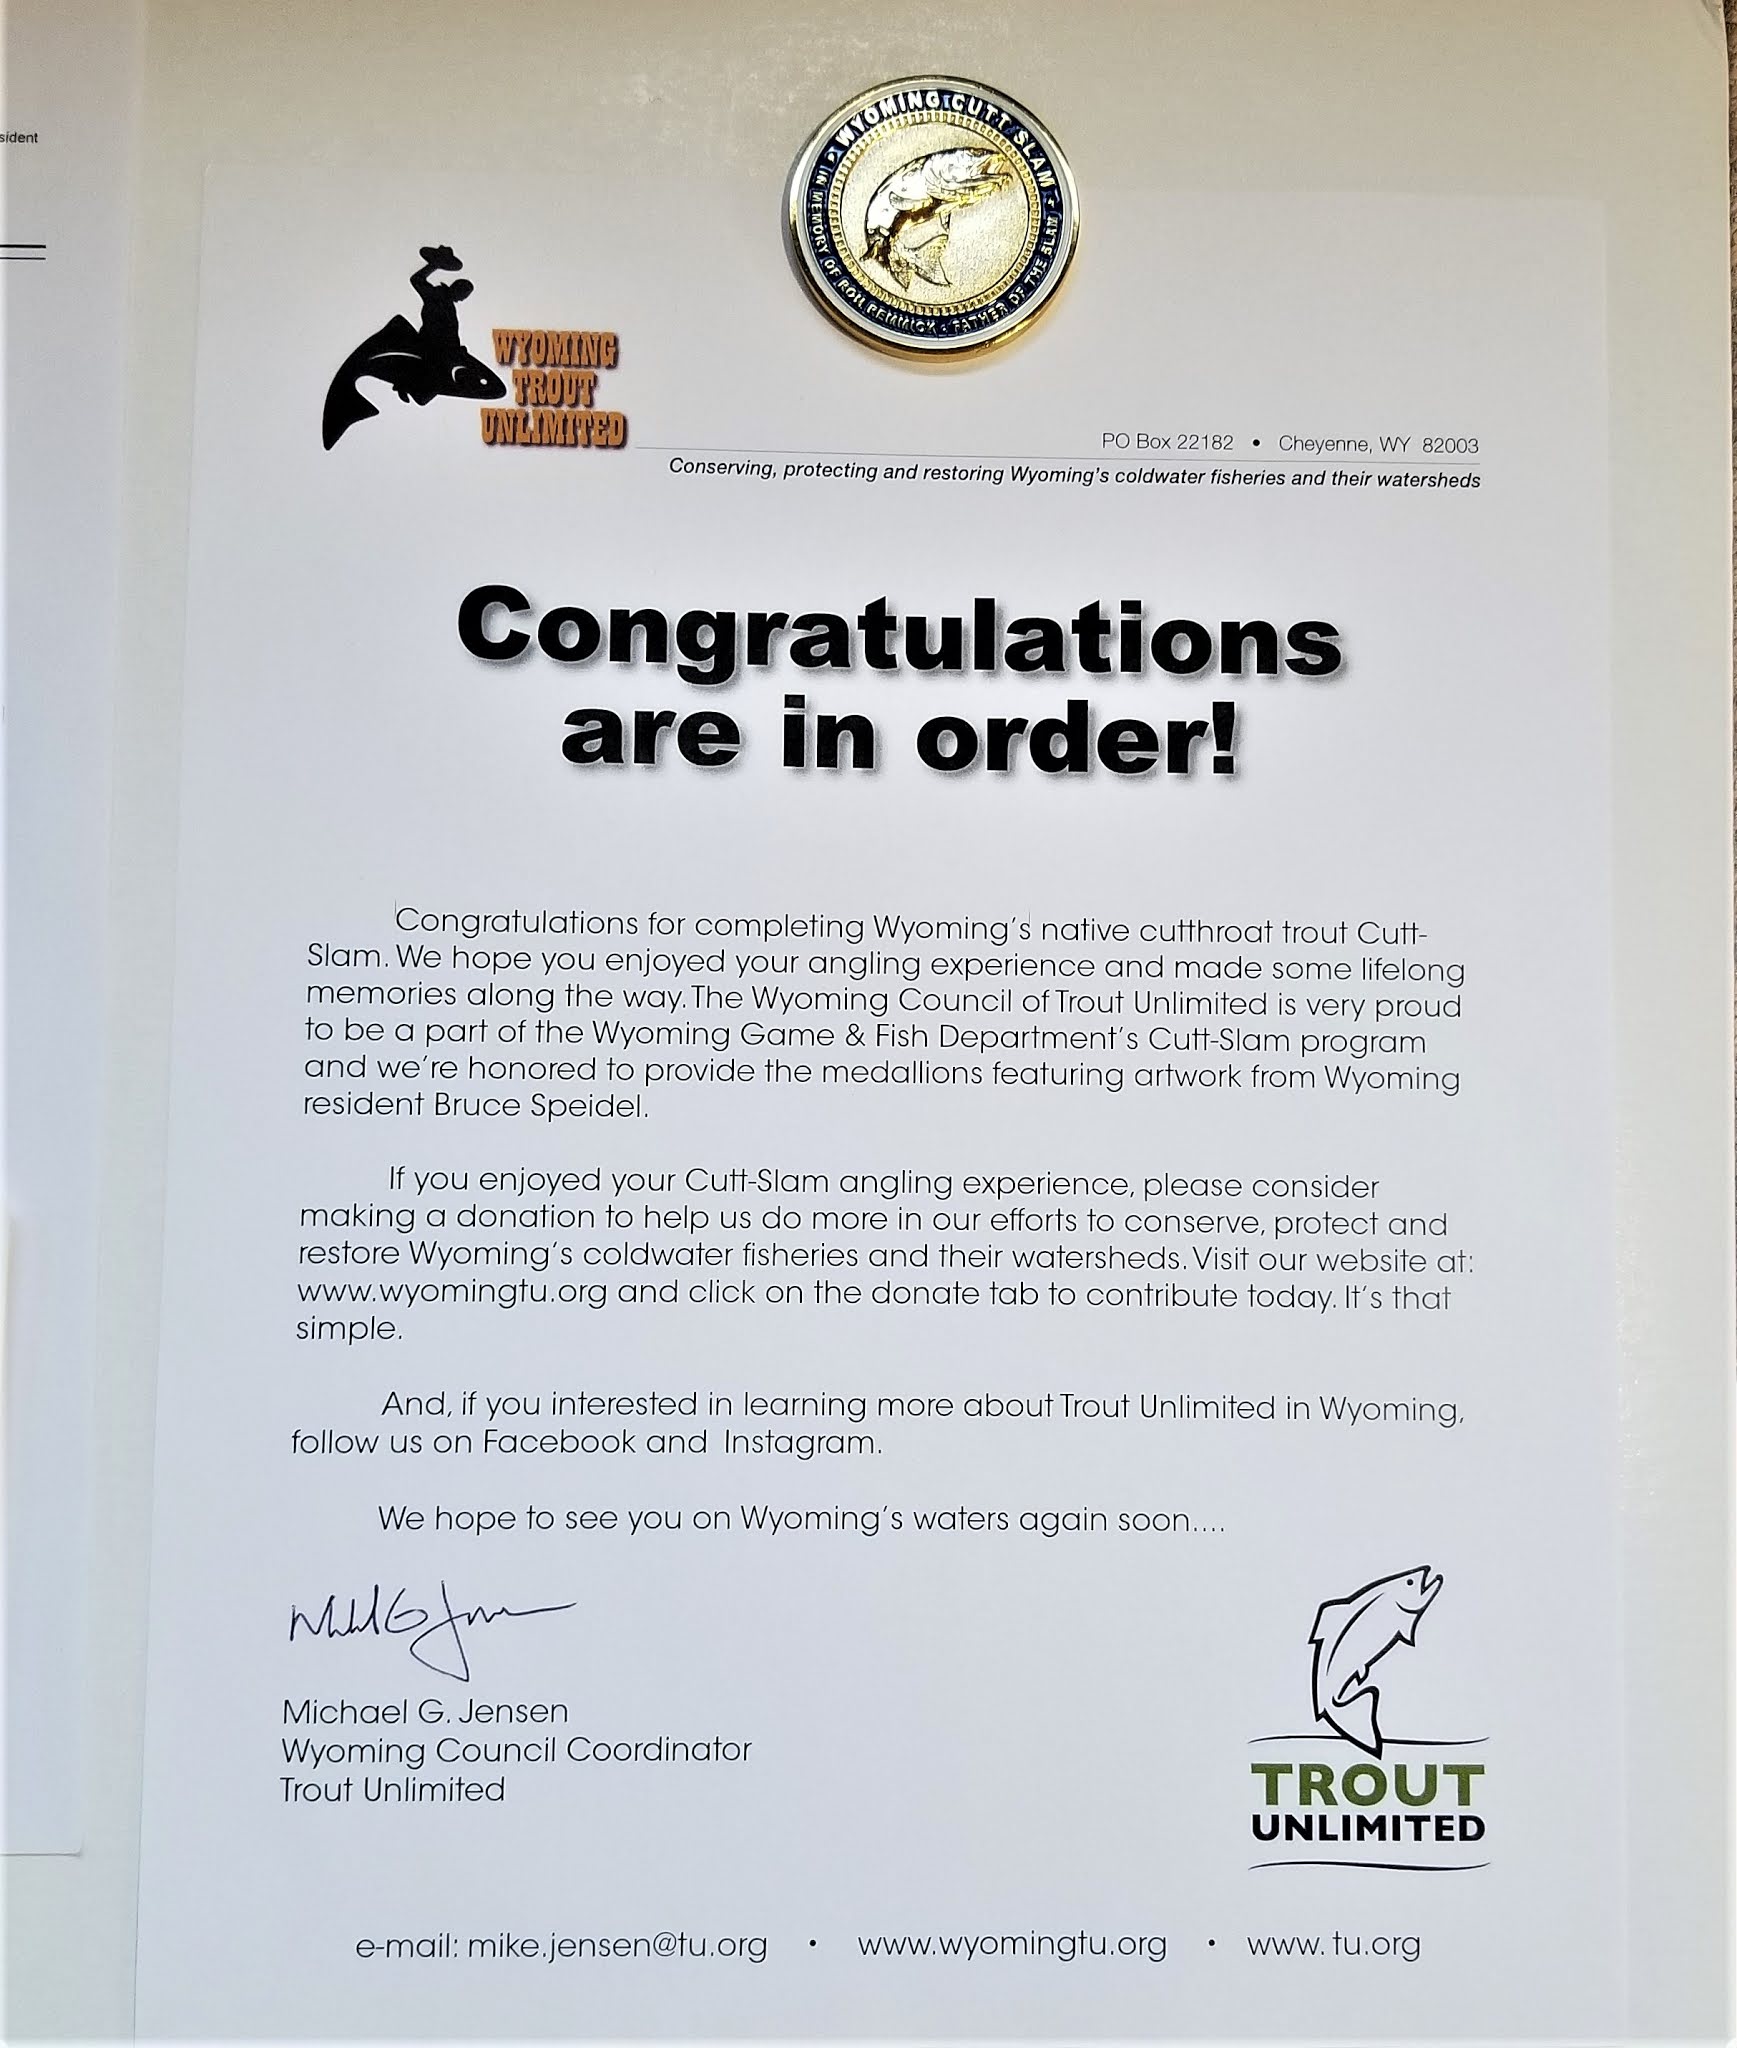 sident
WYOMING CUTT SLAM
IN MEMORY OF RON REMMICK • FATHER OF THE SLAM
WYOMING
TROUT
UNLIMITED
PO Box 22182 • Cheyenne, WY 82003
Conserving, protecting and restoring Wyoming's coldwater fisheries and their watersheds
Congratulations
are in order!
Congratulations for completing Wyoming's native cutthroat trout Cutt-
Slam. We hope you enjoyed your angling experience and made some lifelong
memories along the way. The Wyoming Council of Trout Unlimited is very proud
to be a part of the Wyoming Game & Fish Department's Cutt-Slam program
and we're honored to provide the medallions featuring artwork from Wyoming
resident Bruce Speidel.
If you enjoyed your Cutt-Slam angling experience, please consider
making a donation to help us do more in our efforts to conserve, protect and
restore Wyoming's coldwater fisheries and their watersheds. Visit our website at:
www.wyomingtu.org and click on the donate tab to contribute today. It's that
simple.
And, if you interested in learning more about Trout Unlimited in Wyoming,
follow us on Facebook and Instagram.
We hope to see you on Wyoming's waters again soon....
Michael G. Jensen
Wyoming Council Coordinator
Trout Unlimited
TROUT
UNLIMITED
e-mail: mike.jensen@tu.org • www.wyomingtu.org • www. tu.org